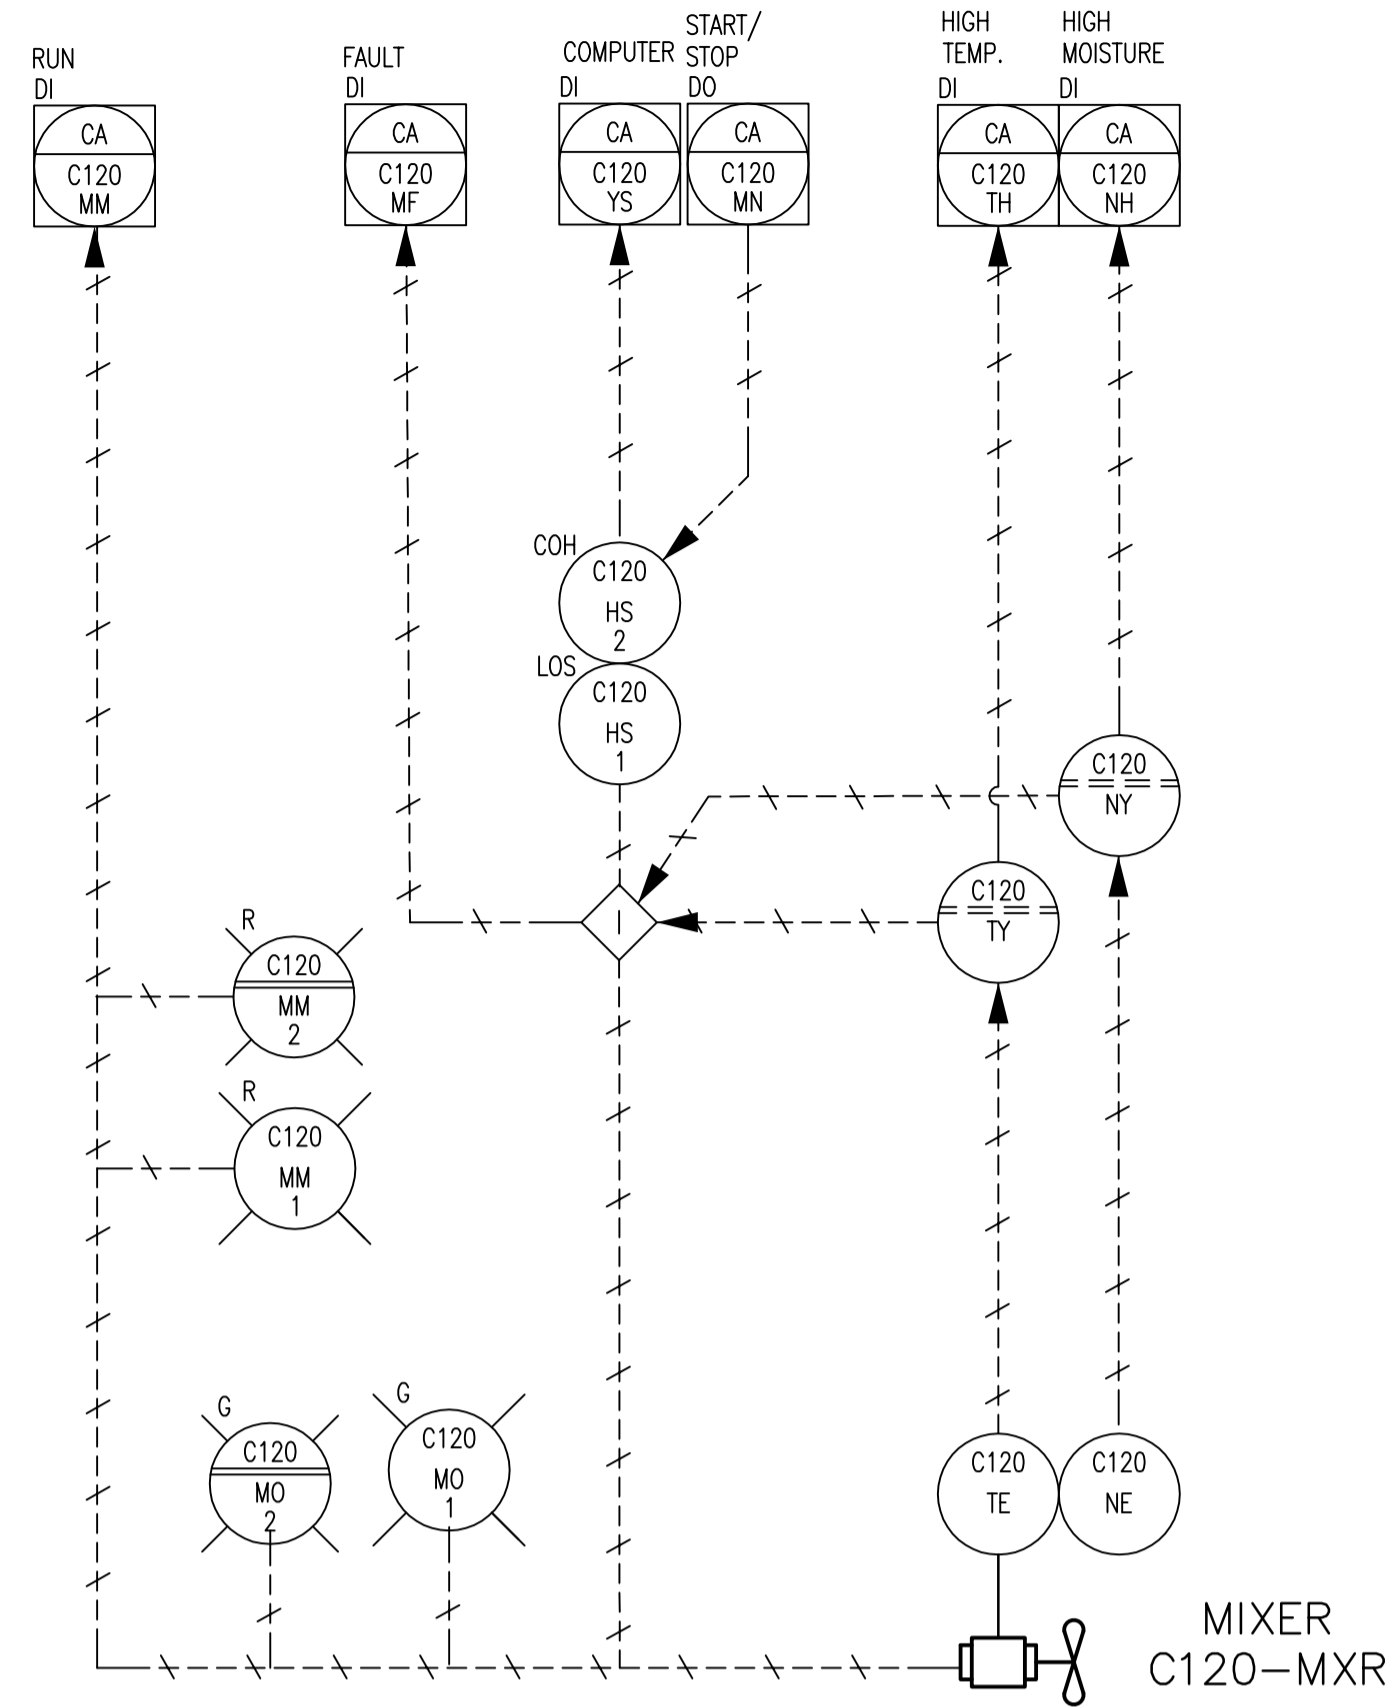 RUN
DI
CA
C120
MM
FAULT
DI
CA
C120
MF
COMPUTER
DI
CA
C120
YS
START/
STOP
DO
CA
C120
MN
HIGH
TEMP.
DI
CA
C120
TH
HIGH
MOISTURE
DI
CA
C120
NH
COH
C120
HS
2
LOS
C120
HS
1
C120
NY
C120
TY
I
R
C120
MM
2
R
C120
MM
1
G
C120
MO
2
G
C120
MO
1
C120
TE
C120
NE
MIXER
C120-MXR